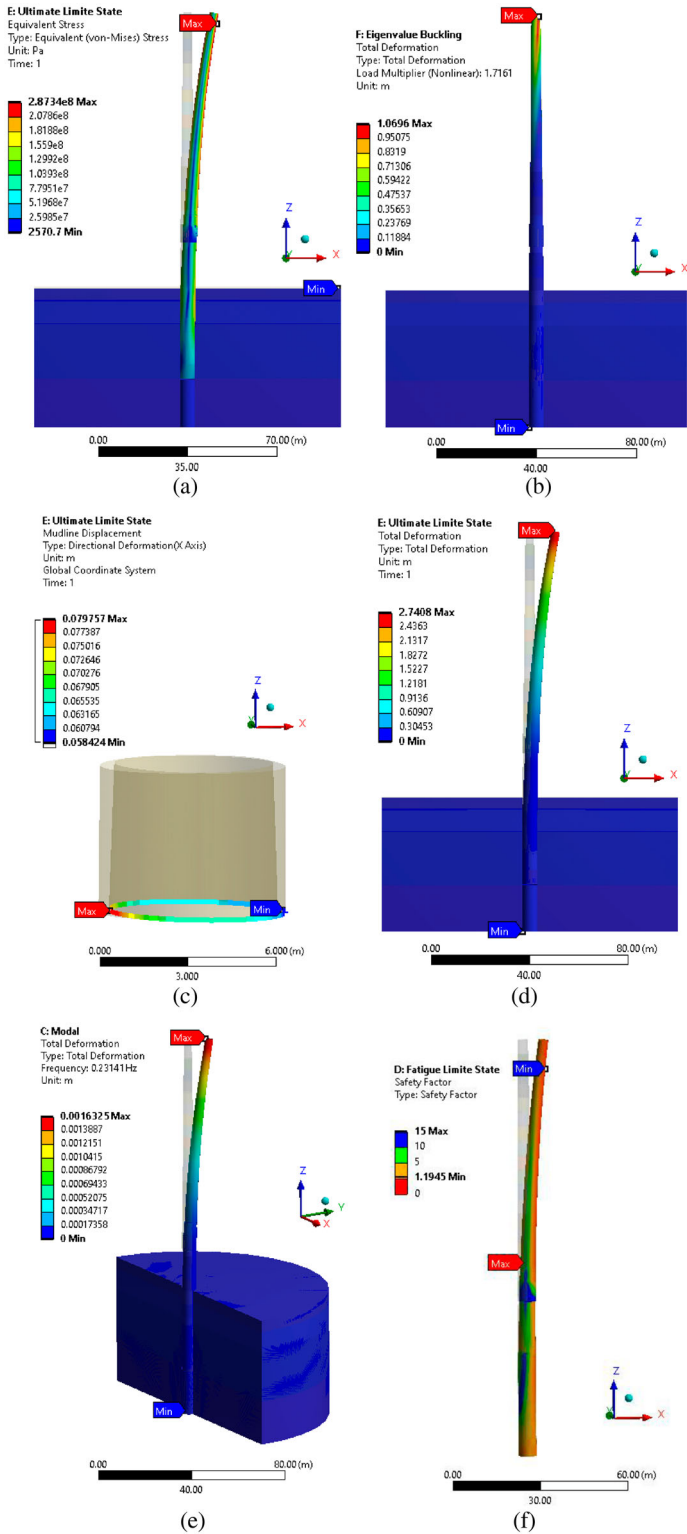 E: Ultimate Limite State
Equivalent Stress
Type: Equivalent (von-Mises) Stress
Unit: Pa
Time: 1
2.8734e8 Max
2.0786e8
1.8188e8
1.559e8
1.2992e8
1.0393e8
7.7951e7
5.1968e7
2.5985e7
2570.7 Min
Max
Min
Z
X
0.00 70.00 (m)
35.00
(a)
F: Eigenvalue Buckling
Total Deformation
Type: Total Deformation
Load Multiplier (Nonlinear): 1.7161
Unit: m
1.0696 Max
0.95075
0.8319
0.71306
0.59422
0.47537
0.35653
0.23769
0.11884
0 Min
Max
Min
Z
Y
X
0.00 80.00 (m)
40.00
(b)
E: Ultimate Limite State
Mudline Displacement
Type: Directional Deformation(X Axis)
Unit: m
Global Coordinate System
Time: 1
0.079757 Max
0.077387
0.075016
0.072646
0.070276
0.067905
0.065535
0.063165
0.060794
0.058424 Min
Z
Y
X
Max
Min
0.000 6.000 (m)
3.000
(c)
E: Ultimate Limite State
Total Deformation
Type: Total Deformation
Unit: m
Time: 1
2.7408 Max
2.4363
2.1317
1.8272
1.5227
1.2181
0.9136
0.60907
0.30453
0 Min
Max
Min
Z
X
0.00 80.00 (m)
40.00
(d)
C: Modal
Total Deformation
Type: Total Deformation
Frequency: 0.23141Hz
Unit: m
0.0016325 Max
0.0013887
0.0012151
0.0010415
0.00086792
0.00069433
0.00052075
0.00034717
0.00017358
0 Min
Max
Min
Z
Y
X
0.00 80.00 (m)
40.00
(e)
D: Fatigue Limite State
Safety Factor
Type: Safety Factor
15 Max
10
5
1.1945 Min
0
Min
Max
Z
X
0.00 60.00 (m)
30.00
(f)